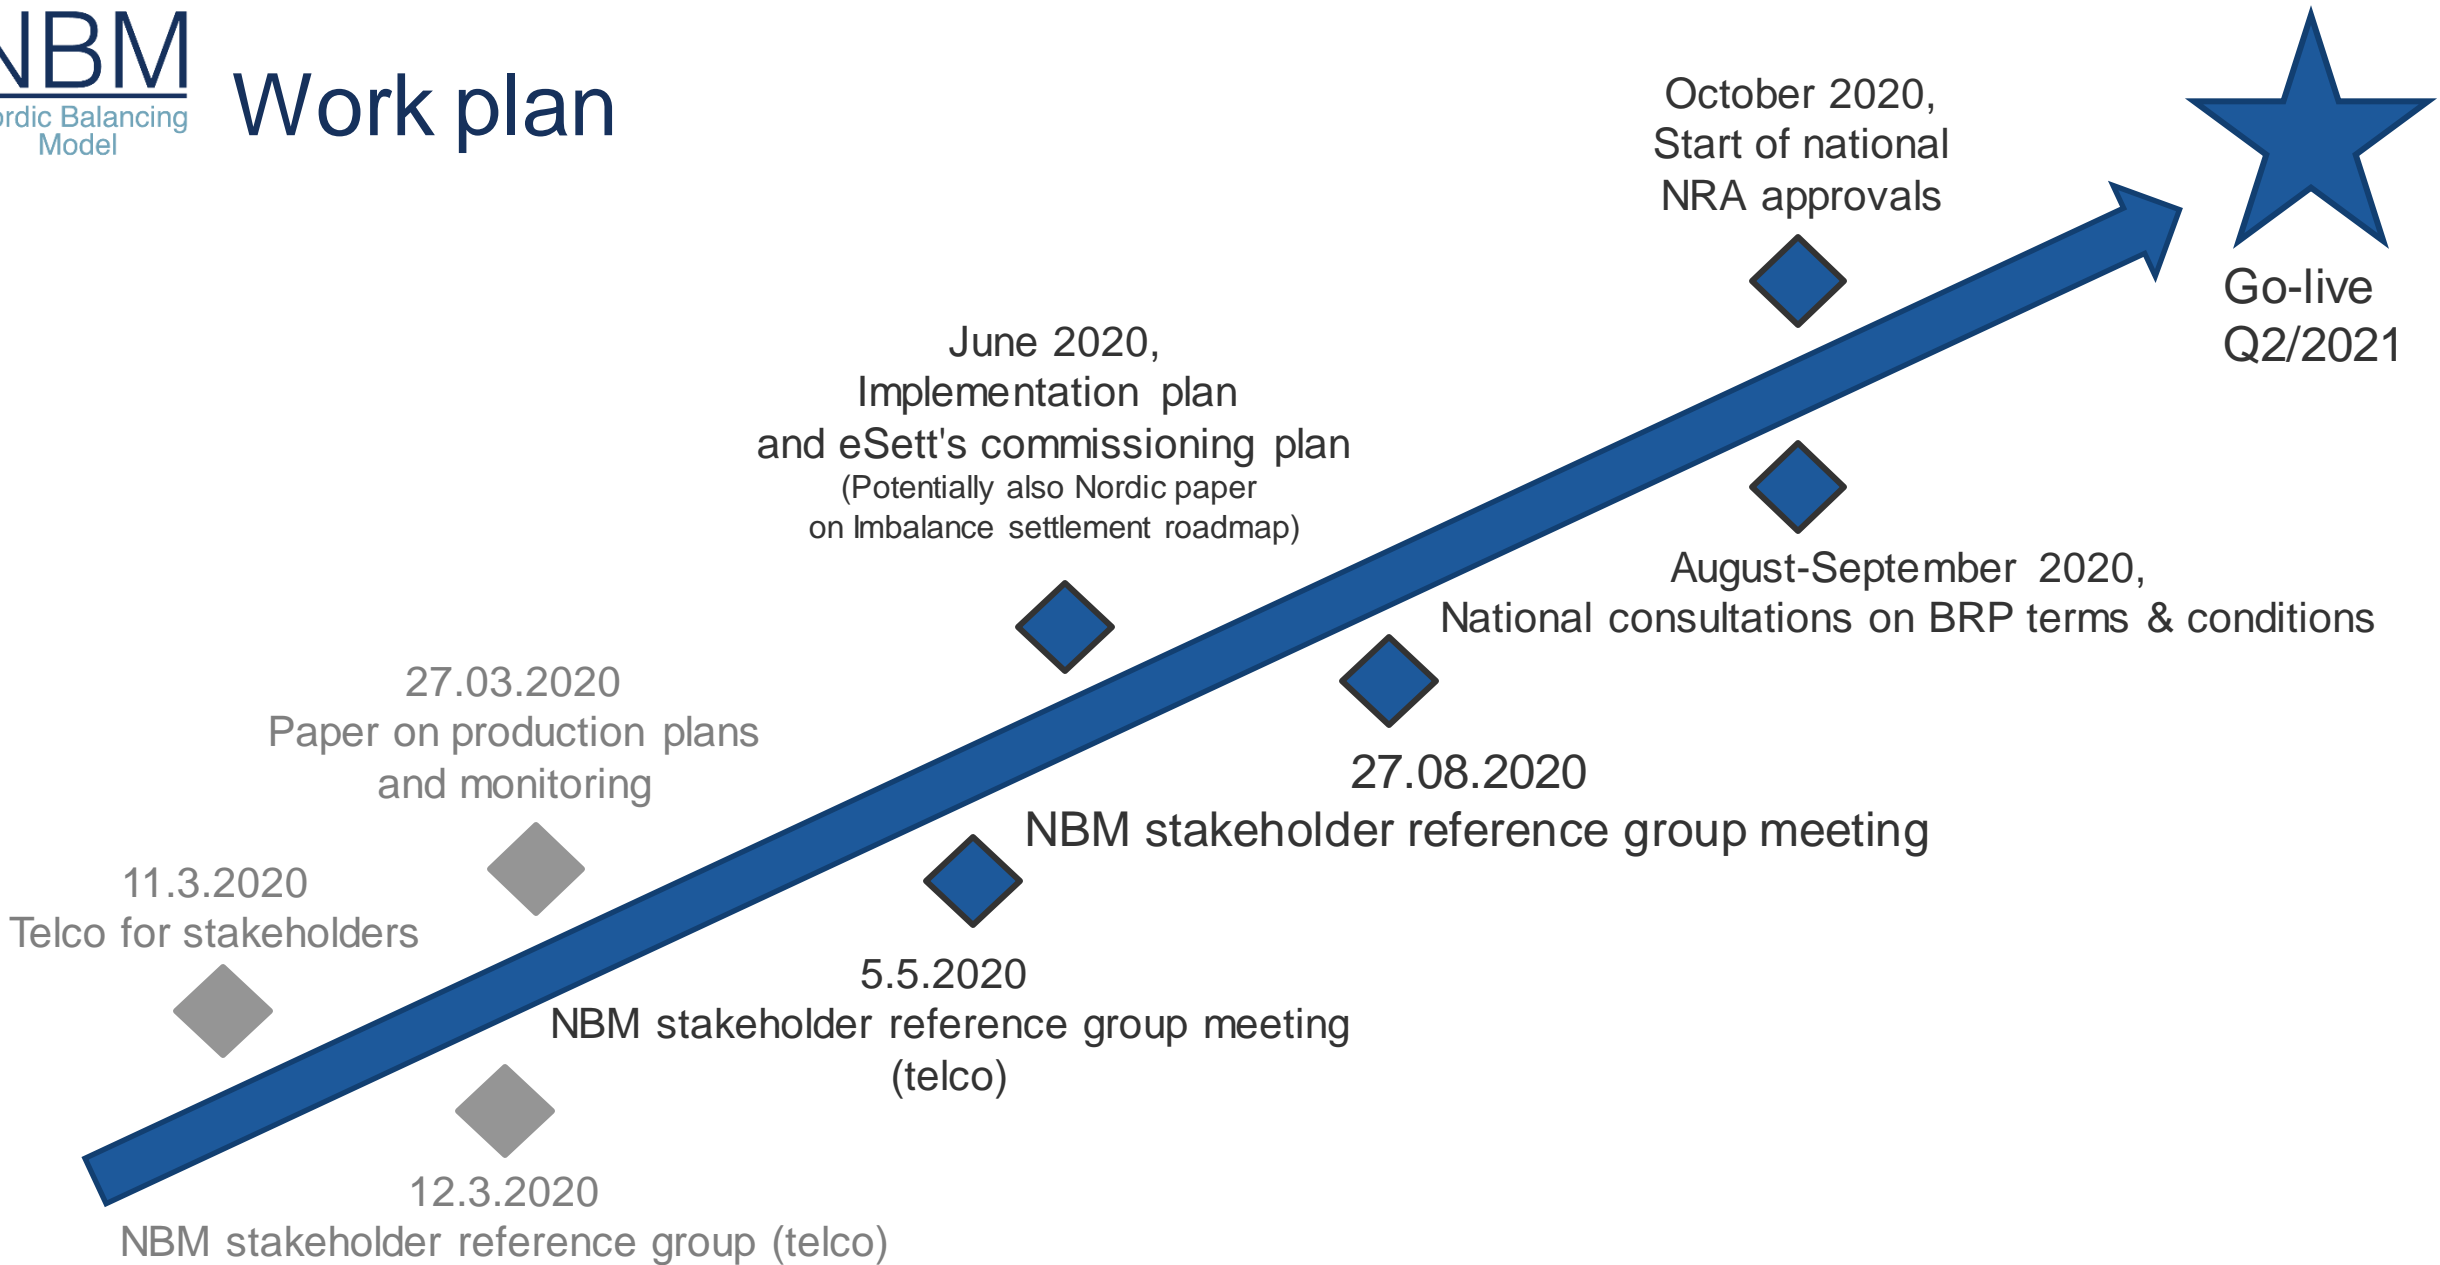 NBM
Work plan
rdic Balancing
Model
October 2020,
Start of national
NRA approvals
Go-live
Q2/2021
June 2020,
Implementation plan
and eSett's commissioning plan
(Potentially also Nordic paper
on Imbalance settlement roadmap)
August-September 2020,
National consultations on BRP terms & conditions
27.03.2020
Paper on production plans
and monitoring
27.08.2020
NBM stakeholder reference group meeting
11.3.2020
Telco for stakeholders
5.5.2020
NBM stakeholder reference group meeting
(telco)
12.3.2020
NBM stakeholder reference group (telco)